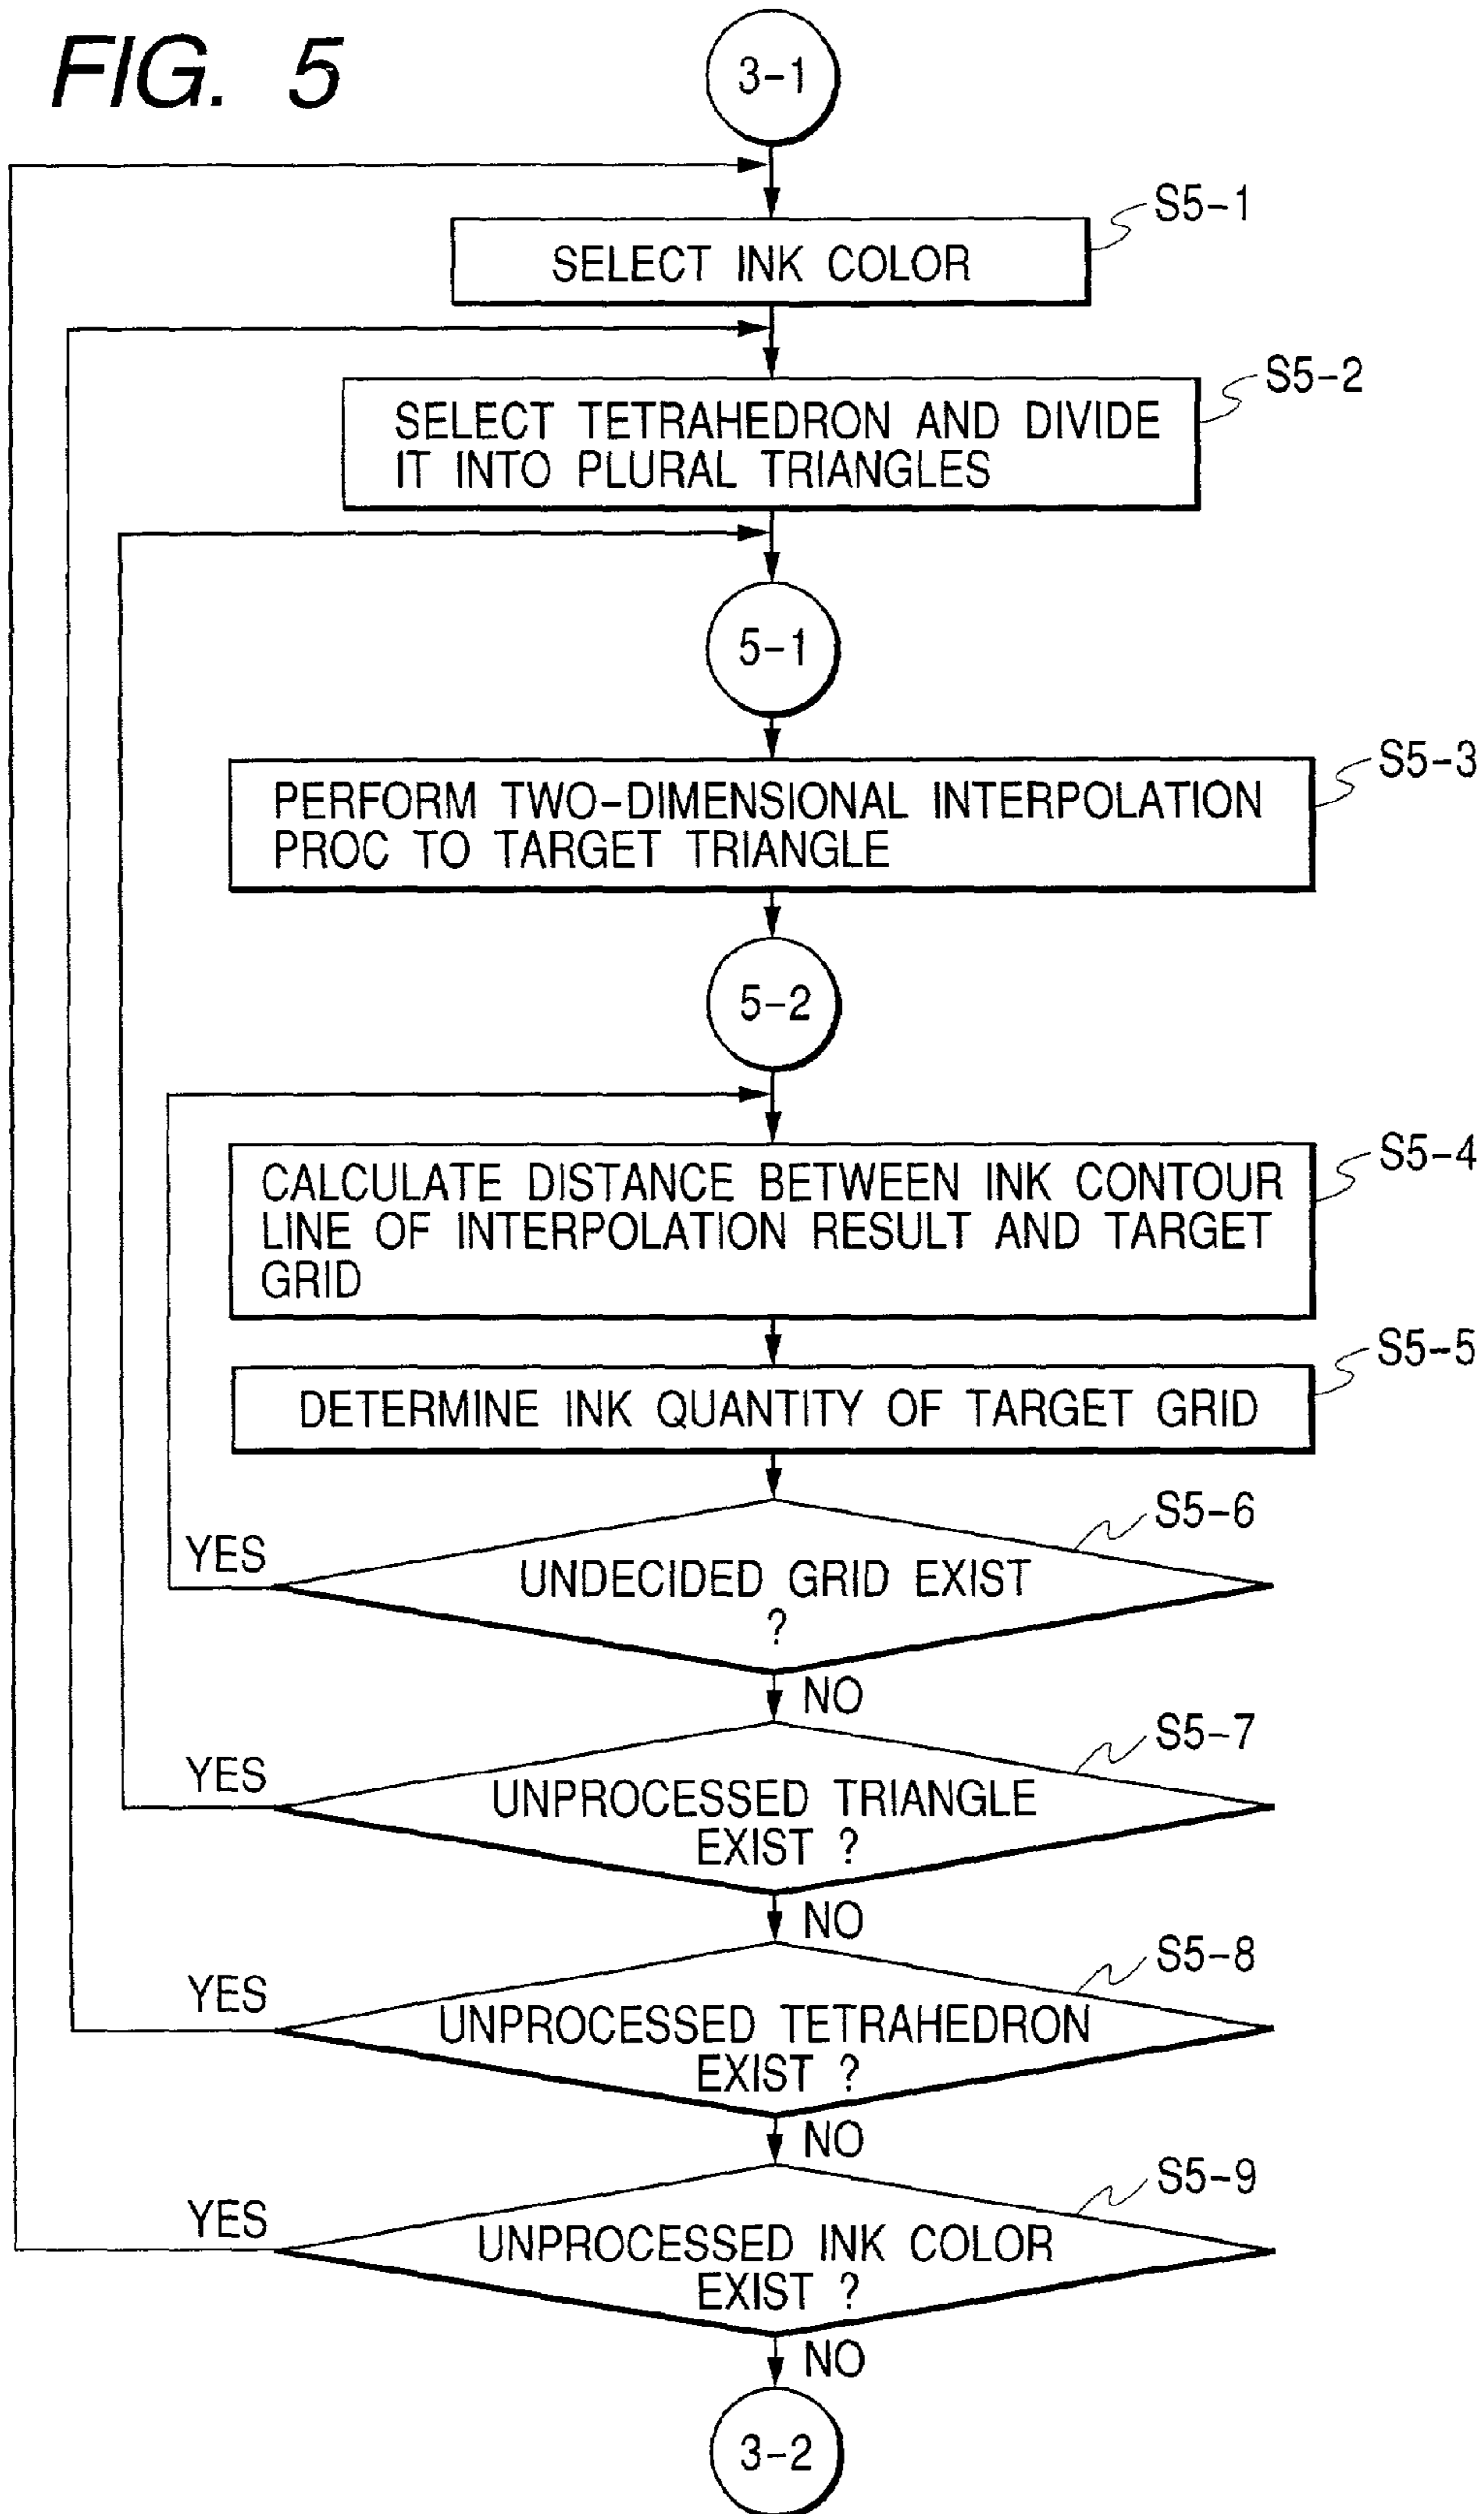 FIG. 5
3-1
S5-1
SELECT INK COLOR
S5-2
SELECT TETRAHEDRON AND DIVIDE
IT INTO PLURAL TRIANGLES
5-1
S5-3
PERFORM TWO-DIMENSIONAL INTERPOLATION
PROC TO TARGET TRIANGLE
5-2
S5-4
CALCULATE DISTANCE BETWEEN INK CONTOUR
LINE OF INTERPOLATION RESULT AND TARGET
GRID
S5-5
DETERMINE INK QUANTITY OF TARGET GRID
S5-6
YES
UNDECIDED GRID EXIST
?
NO
S5-7
YES
UNPROCESSED TRIANGLE
EXIST ?
NO
S5-8
YES
UNPROCESSED TETRAHEDRON
EXIST ?
NO
S5-9
YES
UNPROCESSED INK COLOR
EXIST ?
NO
3-2